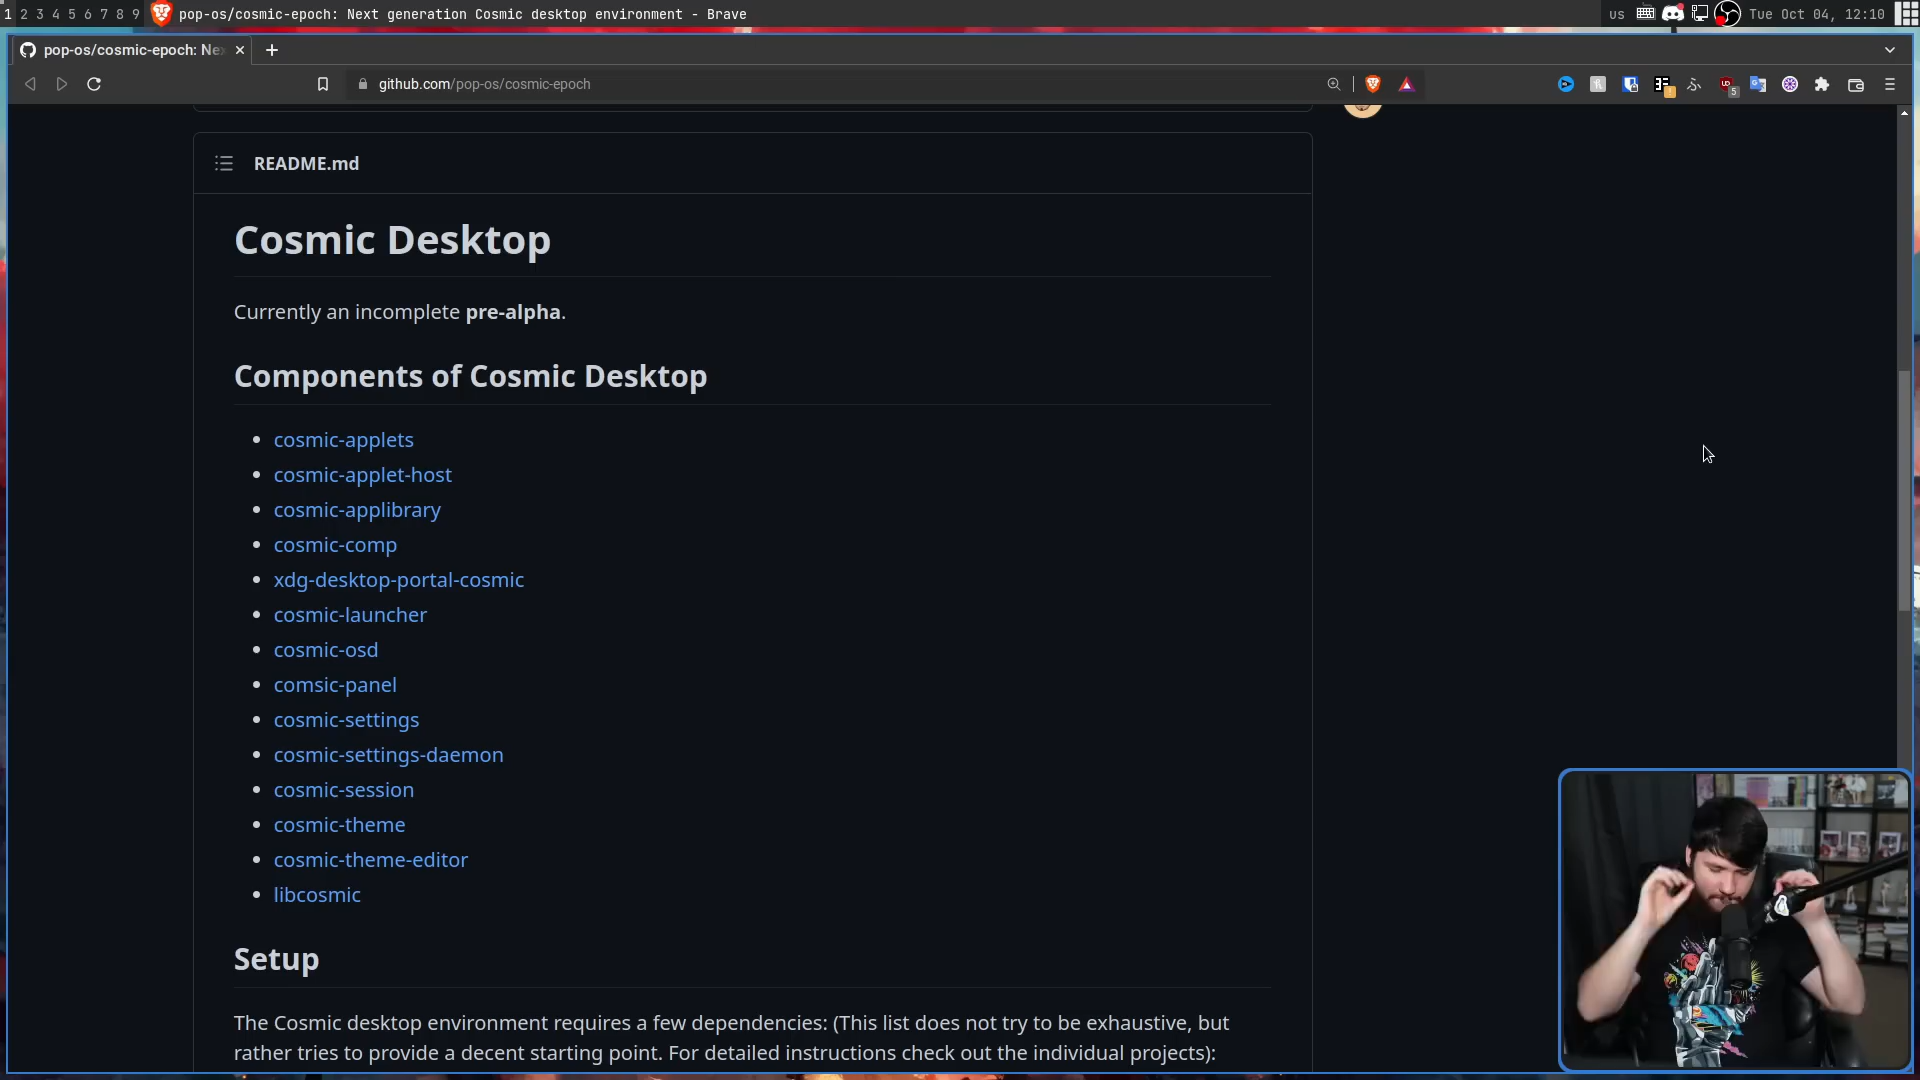 1 2 3 4 5 6 7 8 9 pop-os/cosmic-epoch: Next generation Cosmic desktop environment - Brave us Tue Oct 04, 12:10
pop-os/cosmic-epoch: Nex
github.com/pop-os/cosmic-epoch 5
README.md
Cosmic Desktop
Currently an incomplete pre-alpha.
Components of Cosmic Desktop
cosmic-applets
cosmic-applet-host
cosmic-applibrary
cosmic-comp
xdg-desktop-portal-cosmic
cosmic-launcher
cosmic-osd
comsic-panel
cosmic-settings
cosmic-settings-daemon
cosmic-session
cosmic-theme
cosmic-theme-editor
libcosmic
Setup
The Cosmic desktop environment requires a few dependencies: (This list does not try to be exhaustive, but
rather tries to provide a decent starting point. For detailed instructions check out the individual projects):